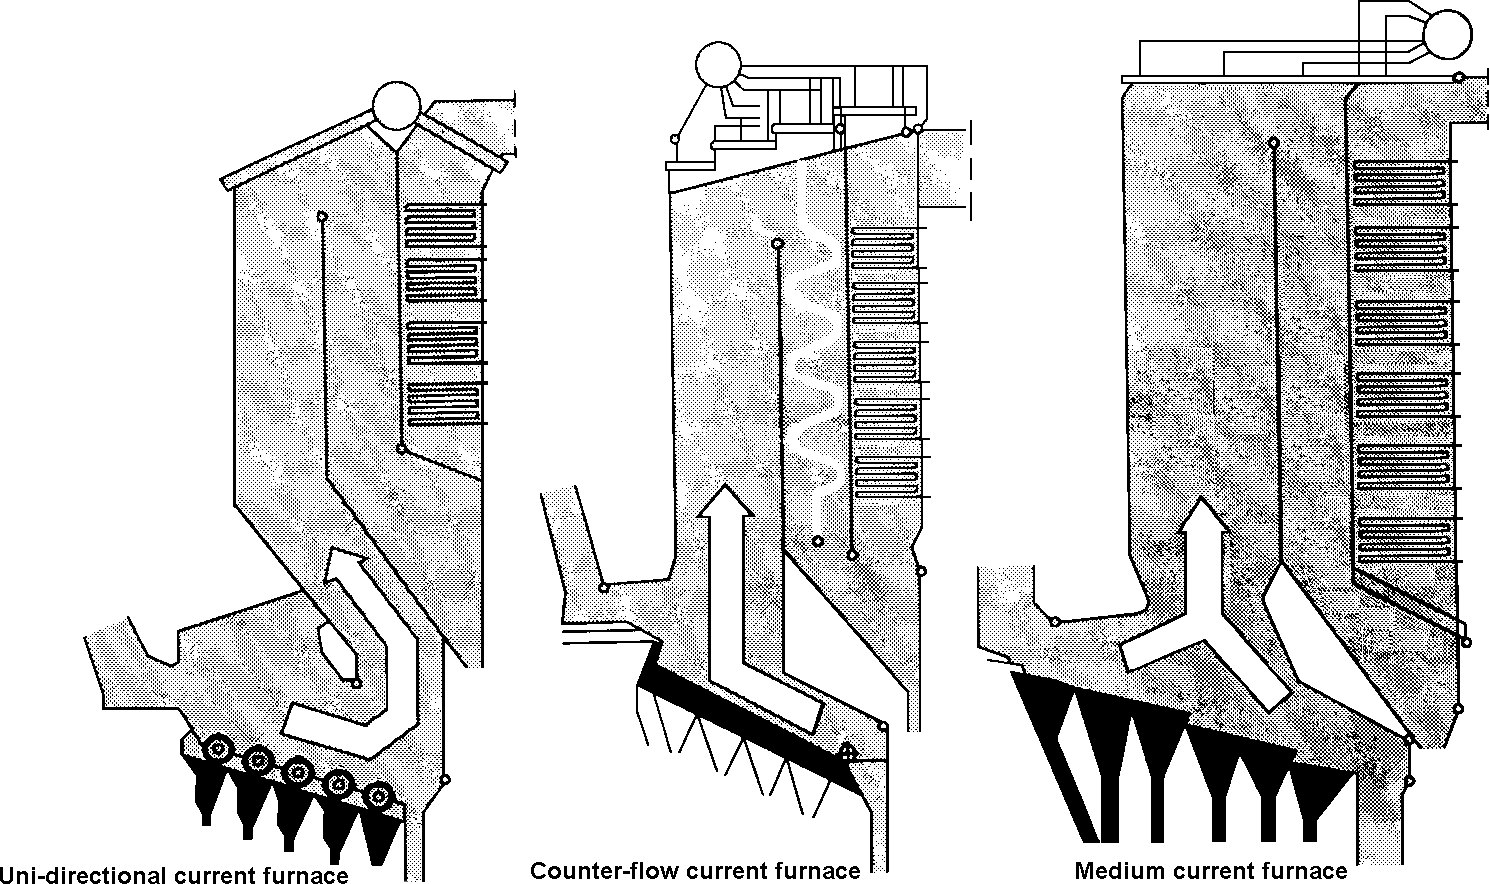 Uni-directional current furnace
Counter-flow current furnace
Medium current furnace